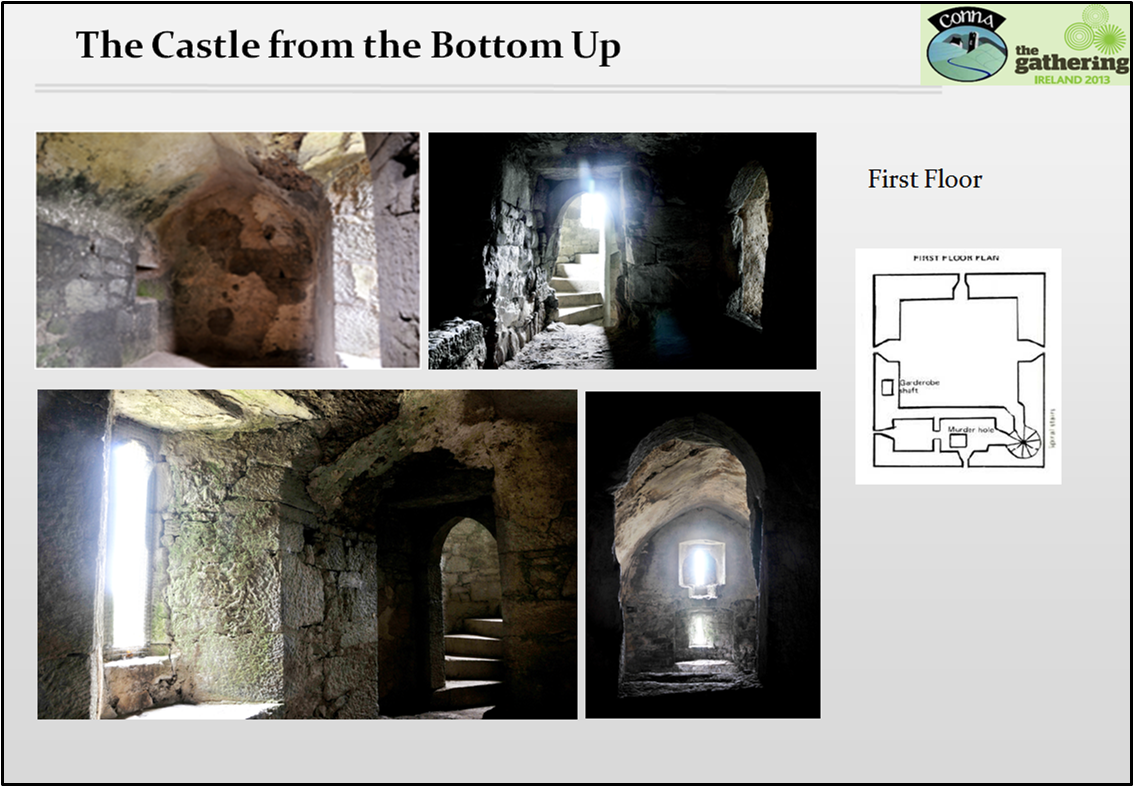 The Castle from the Bottom Up
Conna
the
gathering
IRELAND 2013
First Floor
FIRST FLOOR PLAN
Garderobe
shaft
Murder hole
Spiral stairs